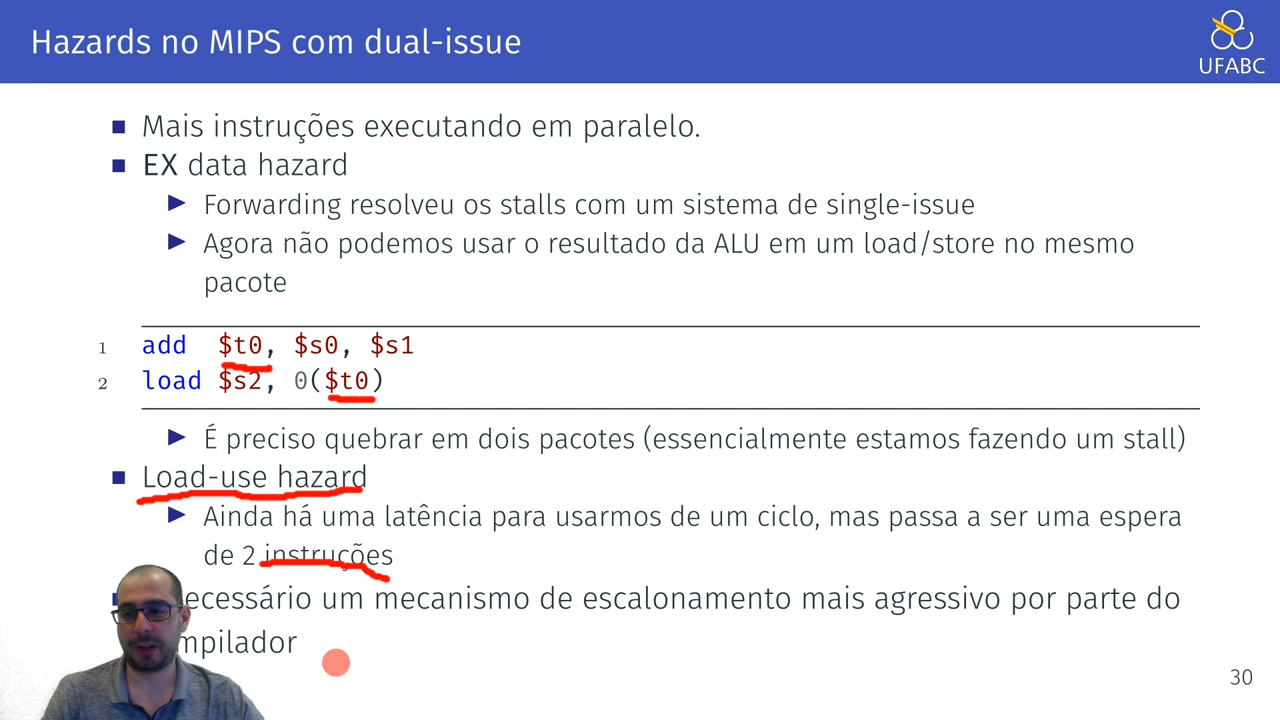 Hazards no MIPS com dual-issue
UFABC
Mais instruções executando em paralelo.
EX data hazard
Forwarding resolveu os stalls com um sistema de single-issue
Agora não podemos usar o resultado da ALU em um load/store no mesmo
pacote
1 add $t0, $s0, $s1
2 load $s2, 0($t0)
É preciso quebrar em dois pacotes (essencialmente estamos fazendo um stall)
Load-use hazard
Ainda há uma latência para usarmos de um ciclo, mas passa a ser uma espera
de 2 instruções
ecessário um mecanismo de escalonamento mais agressivo por parte do
mpilador
30